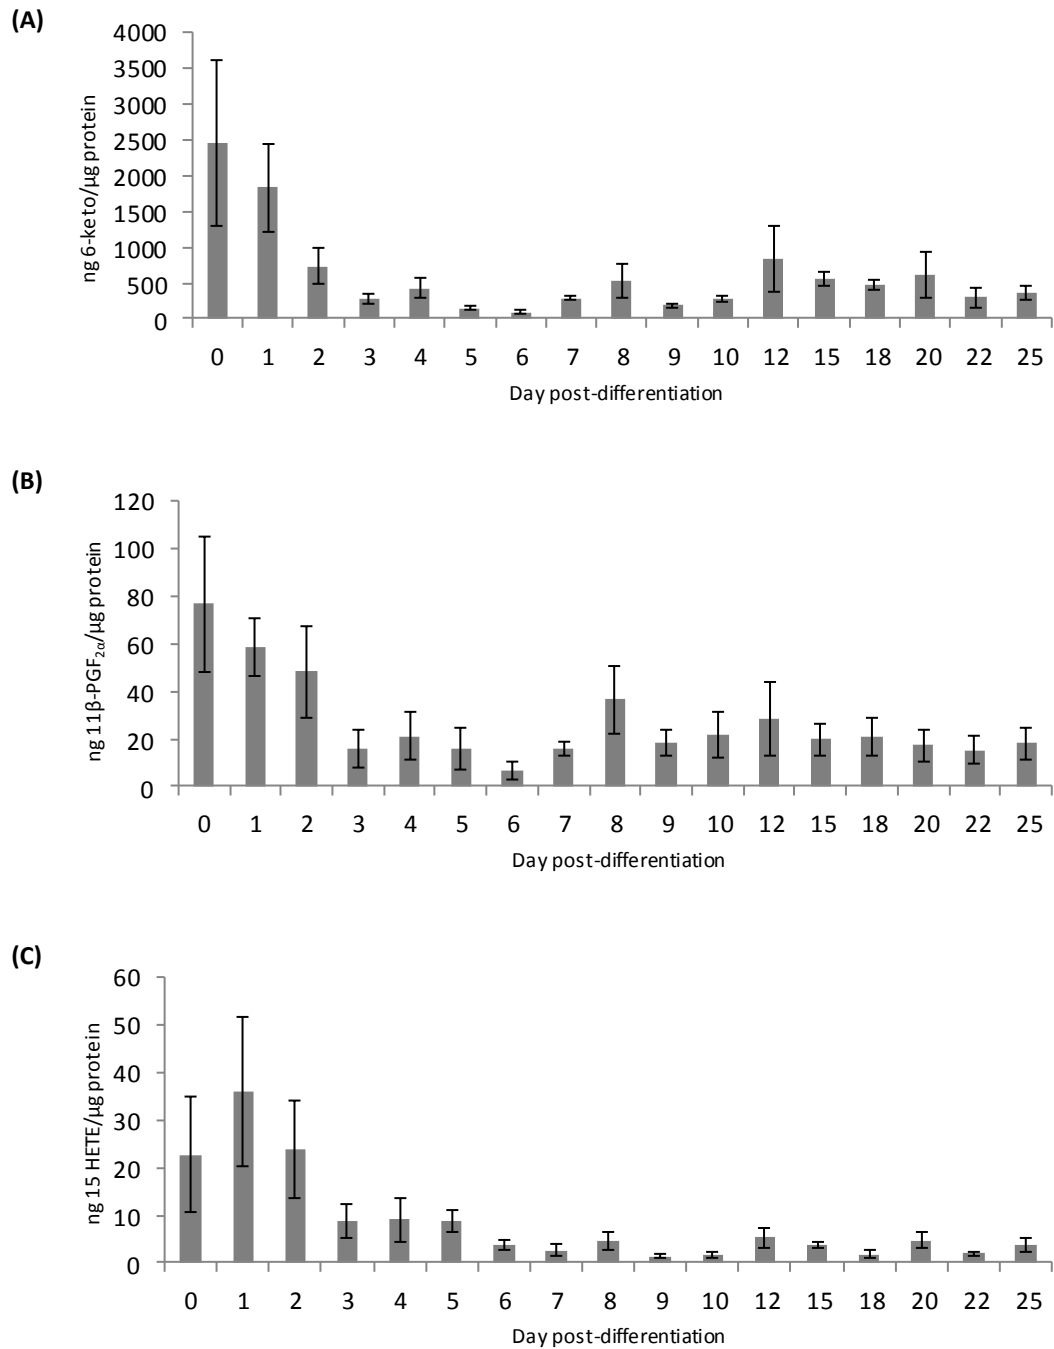 (A)
4000
3500
3000
2500
2000
1500
1000
500
0
ng 6-keto/µg protein
0 1 2 3 4 5 6 7 8 9 10 12 15 18 20 22 25
Day post-differentiation
(B)
120
100
80
60
40
20
0
ng 11β-PGF2α/µg protein
0 1 2 3 4 5 6 7 8 9 10 12 15 18 20 22 25
Day post-differentiation
(C)
60
50
40
30
20
10
0
ng 15 HETE/µg protein
0 1 2 3 4 5 6 7 8 9 10 12 15 18 20 22 25
Day post-differentiation